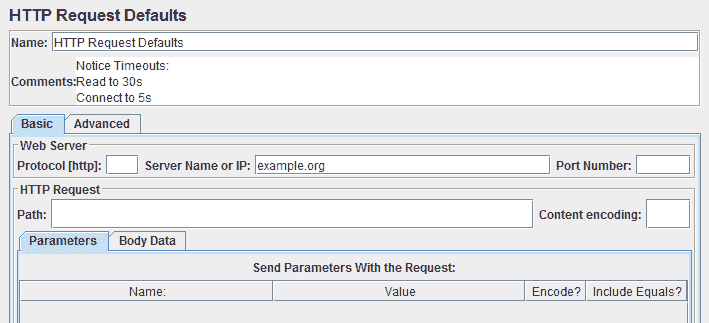 HTTP Request Defaults
Name: HTTP Request Defaults
Notice Timeouts:
Comments: Read to 30s
Connect to 5s
Basic Advanced
Web Server
Protocol [http]: Server Name or IP: example.org Port Number:
HTTP Request
Path: Content encoding:
Parameters Body Data
Send Parameters With the Request:
Name: Value Encode? Include Equals?